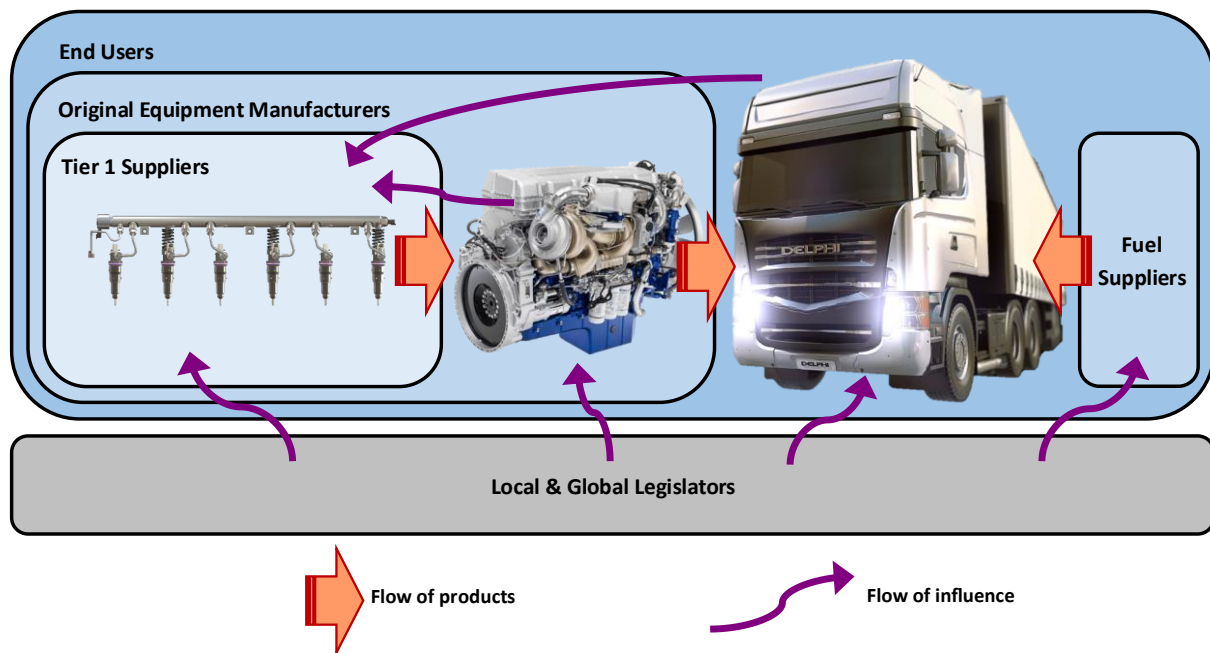 End Users
Original Equipment Manufacturers
Tier 1 Suppliers
DELPHI
Fuel
Suppliers
DELPHI
Local & Global Legislators
Flow of products
Flow of influence